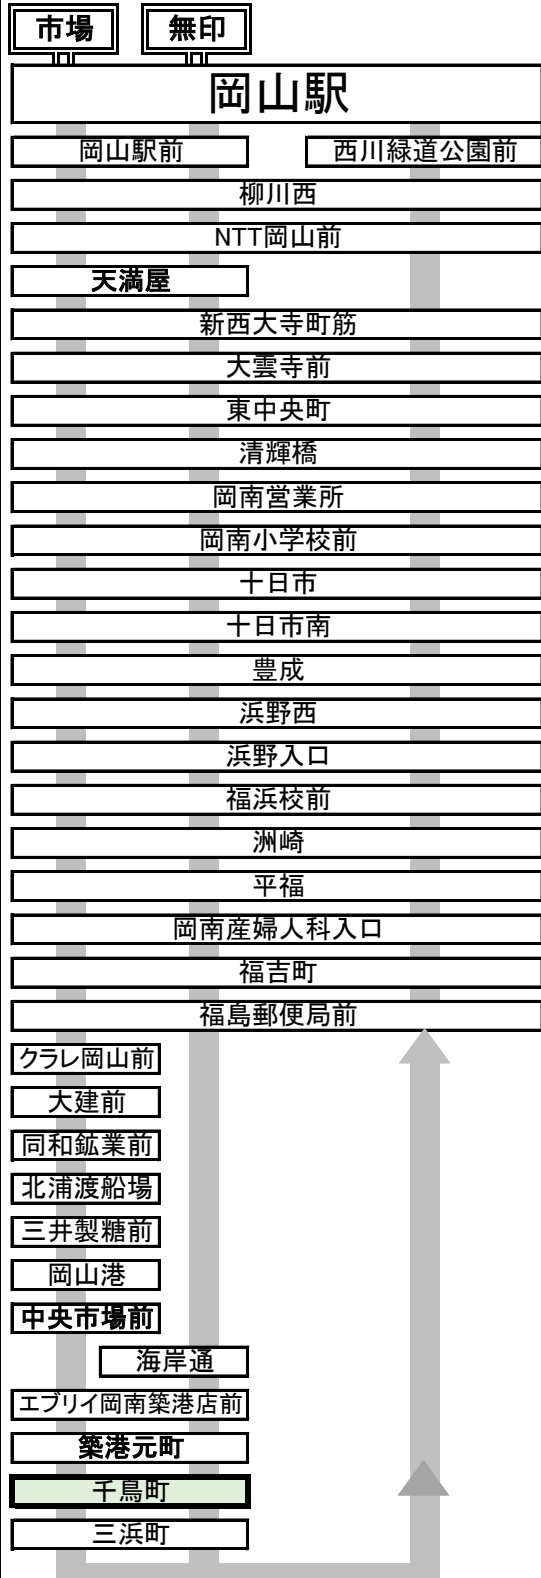 市場 無印
岡山駅
岡山駅前 西川緑道公園前
柳川西
NTT岡山前
天満屋
新西大寺町筋
大雲寺前
東中央町
清輝橋
岡南営業所
岡南小学校前
十日市
十日市南
豊成
浜野西
浜野入口
福浜校前
洲崎
平福
岡南産婦人科入口
福吉町
福島郵便局前
クラレ岡山前
大建前
同和鉱業前
北浦渡船場
三井製糖前
岡山港
中央市場前
海岸通
エブリイ岡南築港店前
築港元町
千鳥町
三浜町